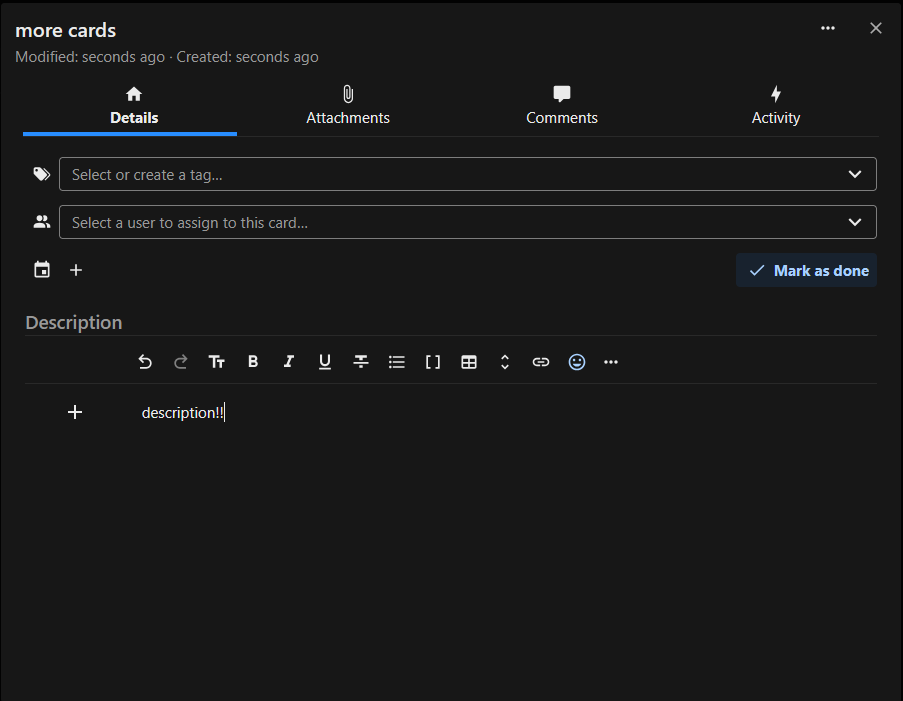 more cards
Modified: seconds ago · Created: seconds ago
Details
Attachments
Comments
Activity
Select or create a tag...
Select a user to assign to this card...
Mark as done
Description
description!!